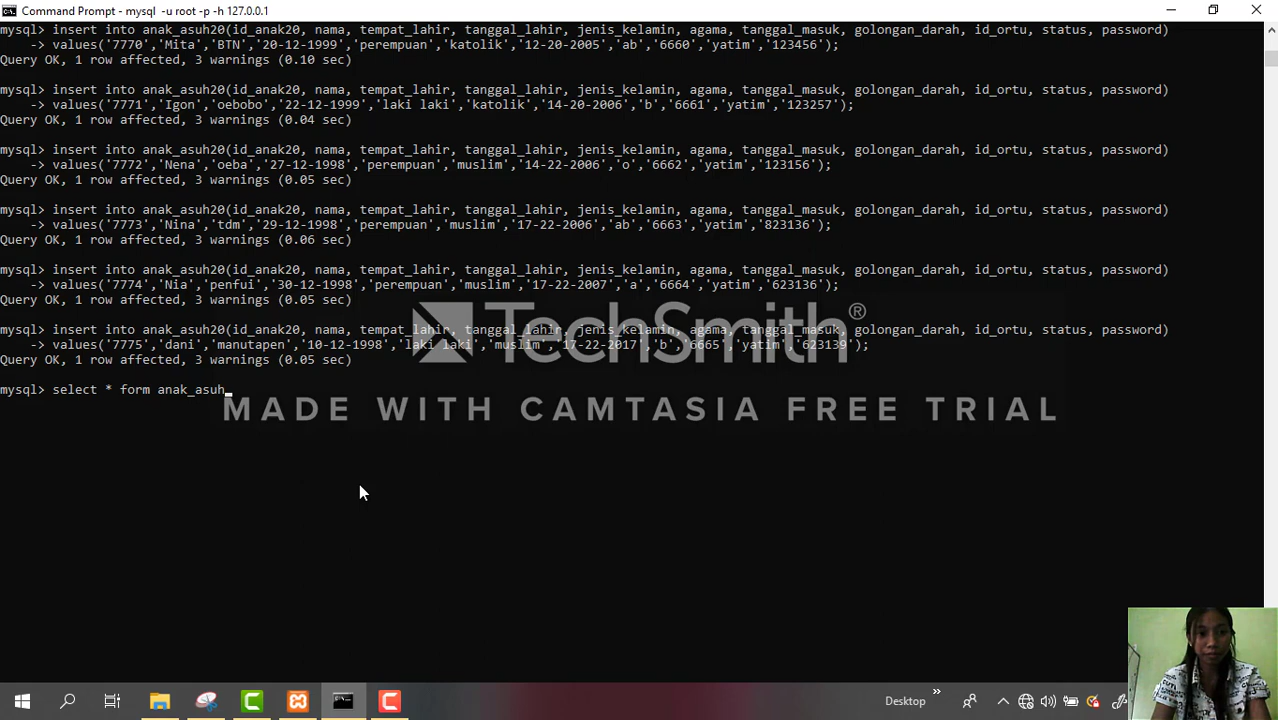 Command Prompt - mysql  -u root -p -h 127.0.0.1
mysql> insert into anak_asuh20(id_anak20, nama, tempat_lahir, tanggal_lahir, jenis_kelamin, agama, tanggal_masuk, golongan_darah, id_ortu, status, password)
    -> values('7770','Mita','BTN','20-12-1999','perempuan','katolik','12-20-2005','ab','6660','yatim','123456');
Query OK, 1 row affected, 3 warnings (0.10 sec)
mysql> insert into anak_asuh20(id_anak20, nama, tempat_lahir, tanggal_lahir, jenis_kelamin, agama, tanggal_masuk, golongan_darah, id_ortu, status, password)
    -> values('7771','Igon','oebobo','22-12-1999','laki laki','katolik','14-20-2006','b','6661','yatim','123257');
Query OK, 1 row affected, 3 warnings (0.04 sec)
mysql> insert into anak_asuh20(id_anak20, nama, tempat_lahir, tanggal_lahir, jenis_kelamin, agama, tanggal_masuk, golongan_darah, id_ortu, status, password)
    -> values('7772','Nena','oeba','27-12-1998','perempuan','muslim','14-22-2006','o','6662','yatim','123156');
Query OK, 1 row affected, 3 warnings (0.05 sec)
mysql> insert into anak_asuh20(id_anak20, nama, tempat_lahir, tanggal_lahir, jenis_kelamin, agama, tanggal_masuk, golongan_darah, id_ortu, status, password)
    -> values('7773','Nina','tdm','29-12-1998','perempuan','muslim','17-22-2006','ab','6663','yatim','823136');
Query OK, 1 row affected, 3 warnings (0.06 sec)
mysql> insert into anak_asuh20(id_anak20, nama, tempat_lahir, tanggal_lahir, jenis_kelamin, agama, tanggal_masuk, golongan_darah, id_ortu, status, password)
    -> values('7774','Nia','penfui','30-12-1998','perempuan','muslim','17-22-2007','a','6664','yatim','623136');
Query OK, 1 row affected, 3 warnings (0.05 sec)
mysql> insert into anak_asuh20(id_anak20, nama, tempat_lahir, tanggal_lahir, jenis_kelamin, agama, tanggal_masuk, golongan_darah, id_ortu, status, password)
    -> values('7775','dani','manutapen','10-12-1998','laki laki','muslim','17-22-2017','b','6665','yatim','623139');
Query OK, 1 row affected, 3 warnings (0.05 sec)
mysql> select * form anak_asuh
TechSmith®
MADE WITH CAMTASIA FREE TRIAL
Desktop